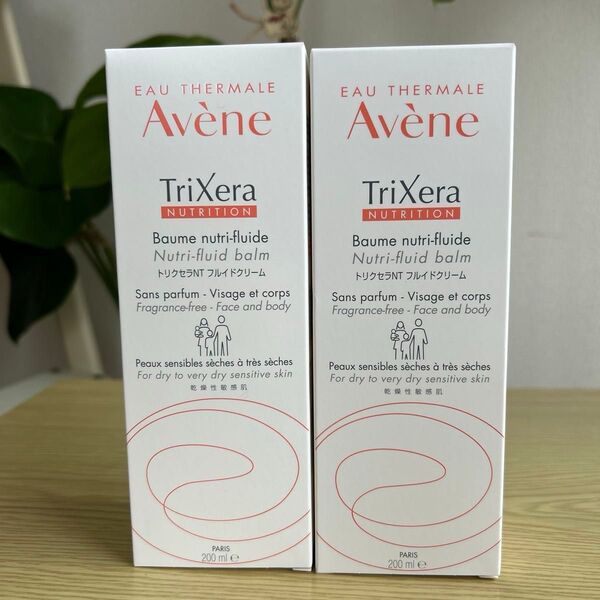 EAU THERMALE
Avène
TriXera
NUTRITION
Baume nutri-fluide
Nutri-fluid balm
トリクセラNT フルイドクリーム
Sans parfum - Visage et corps
Fragrance-free - Face and body
Peaux sensibles sèches à très sèches
For dry to very dry sensitive skin
乾燥性敏感肌
PARIS
200 ml ℮
EAU THERMALE
Avène
TriXera
NUTRITION
Baume nutri-fluide
Nutri-fluid balm
トリクセラNT フルイドクリーム
Sans parfum - Visage et corps
Fragrance-free - Face and body
Peaux sensibles sèches à très sèches
For dry to very dry sensitive skin
乾燥性敏感肌
PARIS
200 ml ℮